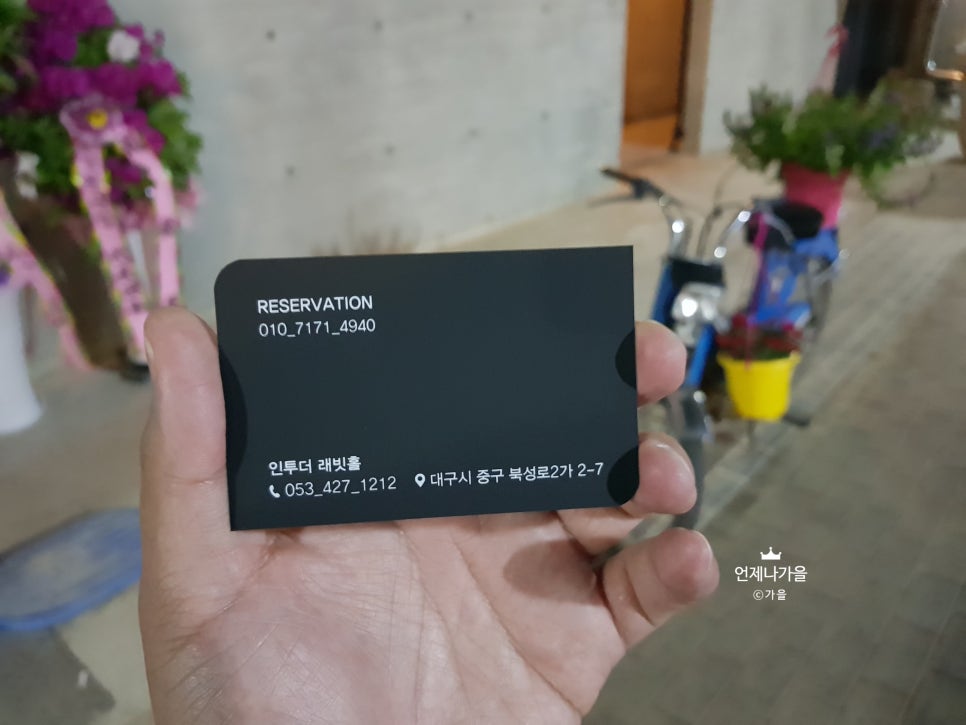 RESERVATION
010_7171_4940
인투더 래빗홀
053_427_1212 대구시 중구 북성로2가 2-7
언제나가을
©가을